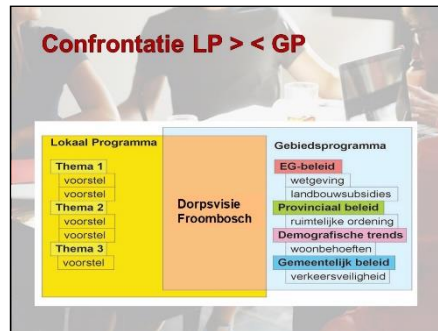 Confrontatie LP > < GP
Lokaal Programma
Thema 1
voorstel
voorstel
Thema 2
voorstel
voorstel
Thema 3
voorstel
Dorpsvisie
Froombosch
Gebiedsprogramma
EG-beleid
wetgeving
landbouwsubsidies
Provinciaal beleid
ruimtelijke ordening
Demografische trends
woonbehoeften
Gemeentelijk beleid
verkeersveiligheid